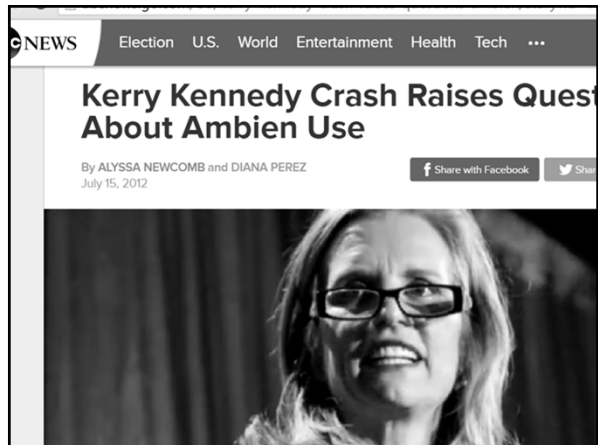 NEWS Election U.S. World Entertainment Health Tech •••
Kerry Kennedy Crash Raises Quest
About Ambien Use
By ALYSSA NEWCOMB and DIANA PEREZ
July 15, 2012
f Share with Facebook Shar